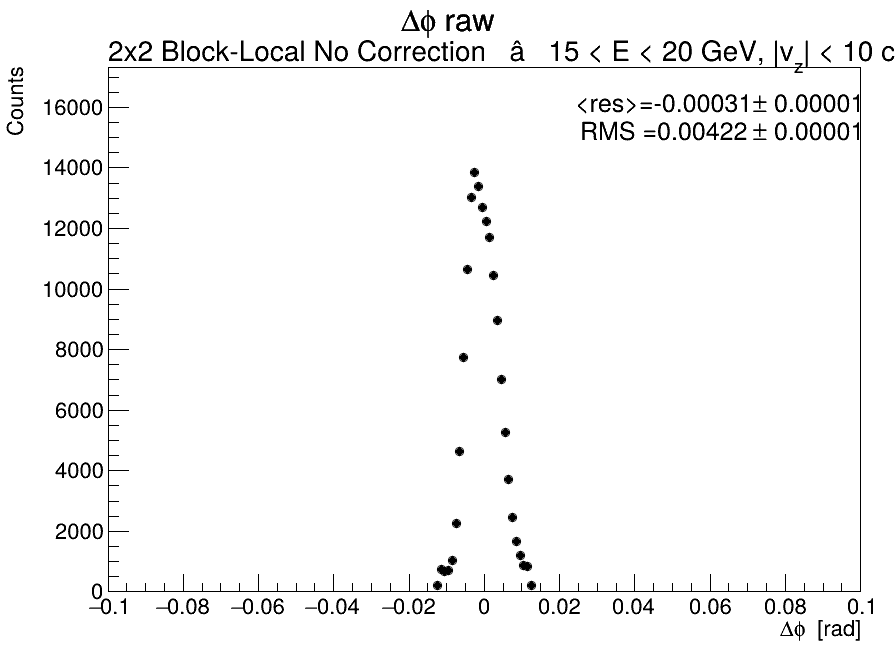 Δϕ raw
2x2 Block-Local No Correction â 15 < E < 20 GeV, |v_z| < 10 c
Counts
<res>=-0.00031± 0.00001
RMS =0.00422± 0.00001
16000
14000
12000
10000
8000
6000
4000
2000
0
−0.1 −0.08 −0.06 −0.04 −0.02 0 0.02 0.04 0.06 0.08 0.1
Δϕ [rad]